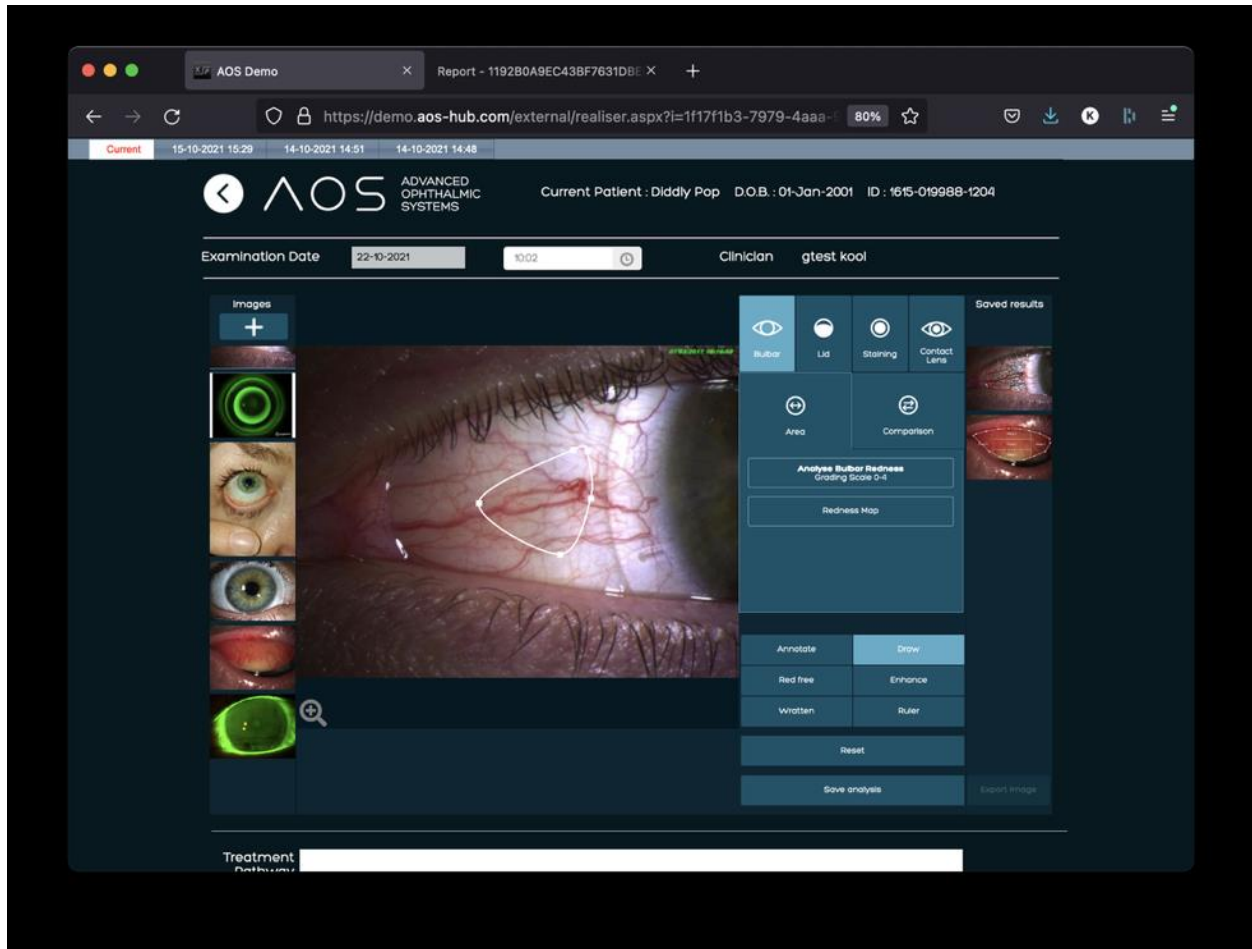 AOS Demo
Report - 1192B0A9EC43BF7631DBE
https://demo.aos-hub.com/external/realiser.aspx?i=1f17f1b3-7979-4aaa-
80%
K
Current 15-10-2021 15:29 14-10-2021 14:51 14-10-2021 14:48
AOS
ADVANCED
OPHTHALMIC
SYSTEMS
Current Patient : Diddly Pop D.O.B. : 01-Jan-2001 ID : 1615-019988-1204
Examination Date 22-10-2021 10:02 Clinician gtest kool
Images
Saved results
Bulbar Lid Staining Contact
Lens
Area Comparison
Analyse Bulbar Redness
Grading Scale 0-4
Redness Map
Annotate Draw
Red free Enhance
Wratten Ruler
Reset
Save analysis Export Image
Treatment
Pathway